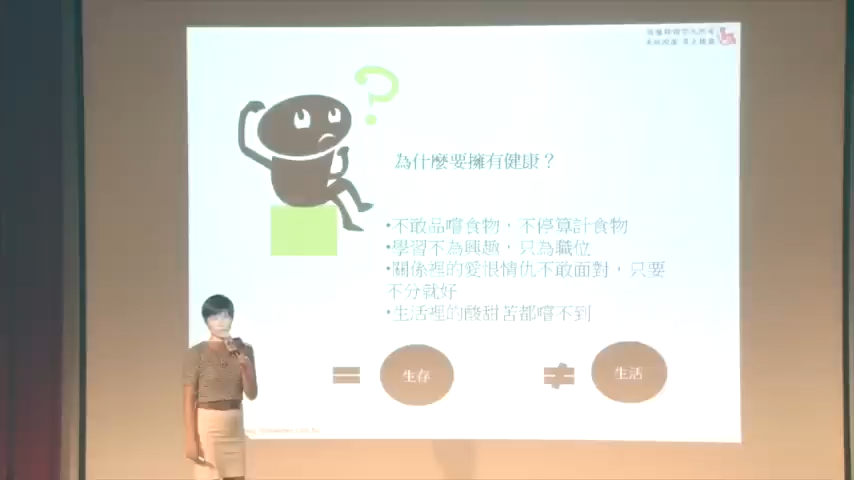 為什麼要擁有健康？
•不敢品嚐食物，不停算計食物
•學習不為興趣，只為職位
•關係裡的愛恨情仇不敢面對，只要
不分就好
•生活裡的酸甜苦都嚐不到
= 生存 ≠ 生活